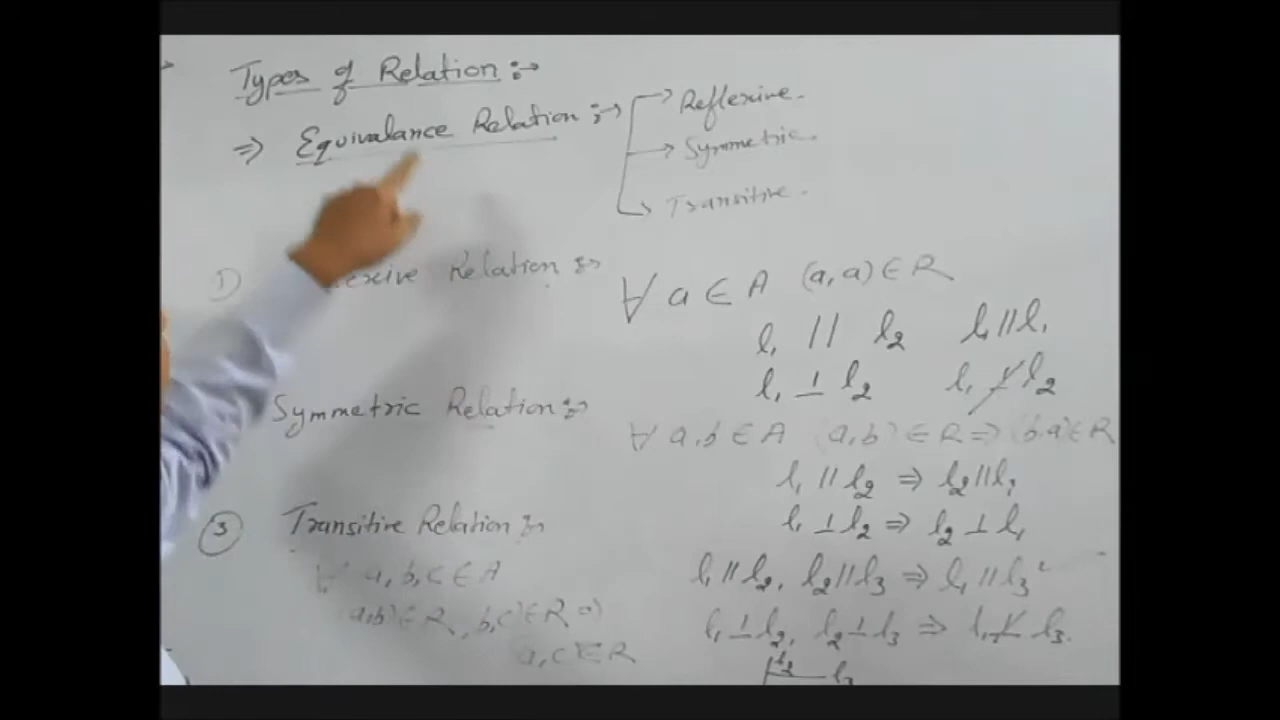 Types of Relation :→
⇒ Equivalance Relation :→ → Reflexive.
→ Symmetric.
→ Transitive.
1) Relation :→ ∀ a ∈ A (a,a) ∈ R
l₁ // l₂ l₁ // l₁
l₁ ⊥ l₂ l₁ ⊥̸ l₂
Symmetric Relation :→
∀ a,b ∈ A (a,b) ∈ R ⇒ (b,a) ∈ R
l₁ // l₂ ⇒ l₂ // l₁
l₁ ⊥ l₂ ⇒ l₂ ⊥ l₁
③ Transitive Relation :→
∀ a,b,c ∈ A
a,b) ∈ R, b,c) ∈ R ⇒
a,c ∈ R
l₁ // l₂, l₂ // l₃ ⇒ l₁ // l₃
l₁ ⊥ l₂, l₂ ⊥ l₃ ⇒ l₁ ⊥̸ l₃.
l₂